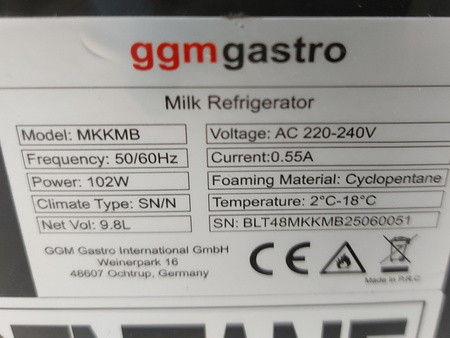 ggmgastro
Milk Refrigerator
Model: MKKMB
Voltage: AC 220-240V
Frequency: 50/60Hz
Current:0.55A
Power: 102W
Foaming Material: Cyclopentane
Climate Type: SN/N
Temperature: 2°C-18°C
Net Vol: 9.8L
SN: BLT48MKKMB25060051
GGM Gastro International GmbH
Weinerpark 16
48607 Ochtrup, Germany
CE
Made in P.R.C